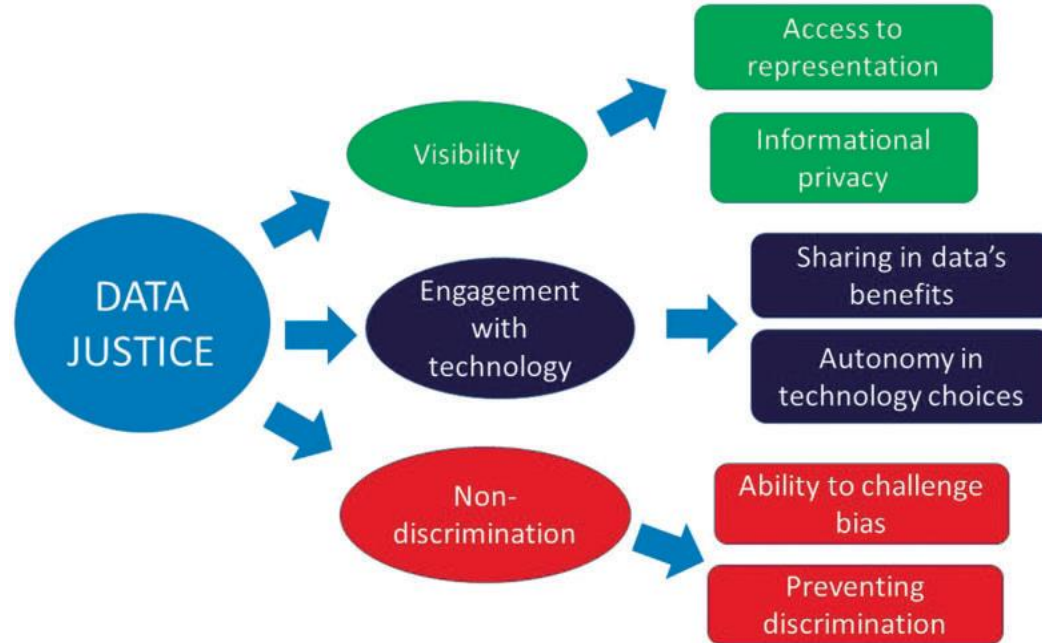 DATA
JUSTICE
Visibility
Access to
representation
Informational
privacy
Engagement
with
technology
Sharing in data’s
benefits
Autonomy in
technology choices
Non-
discrimination
Ability to challenge
bias
Preventing
discrimination